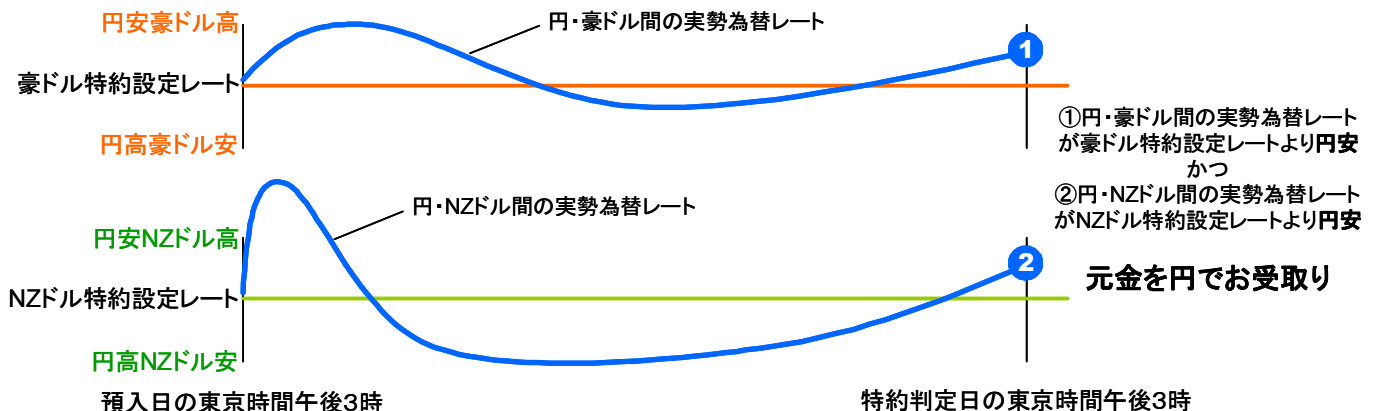 円安豪ドル高
円・豪ドル間の実勢為替レート
1
豪ドル特約設定レート
円高豪ドル安
①円・豪ドル間の実勢為替レート
が豪ドル特約設定レートより円安
かつ
②円・NZドル間の実勢為替レート
がNZドル特約設定レートより円安
元金を円でお受取り
円・NZドル間の実勢為替レート
円安NZドル高
2
NZドル特約設定レート
円高NZドル安
預入日の東京時間午後3時
特約判定日の東京時間午後3時